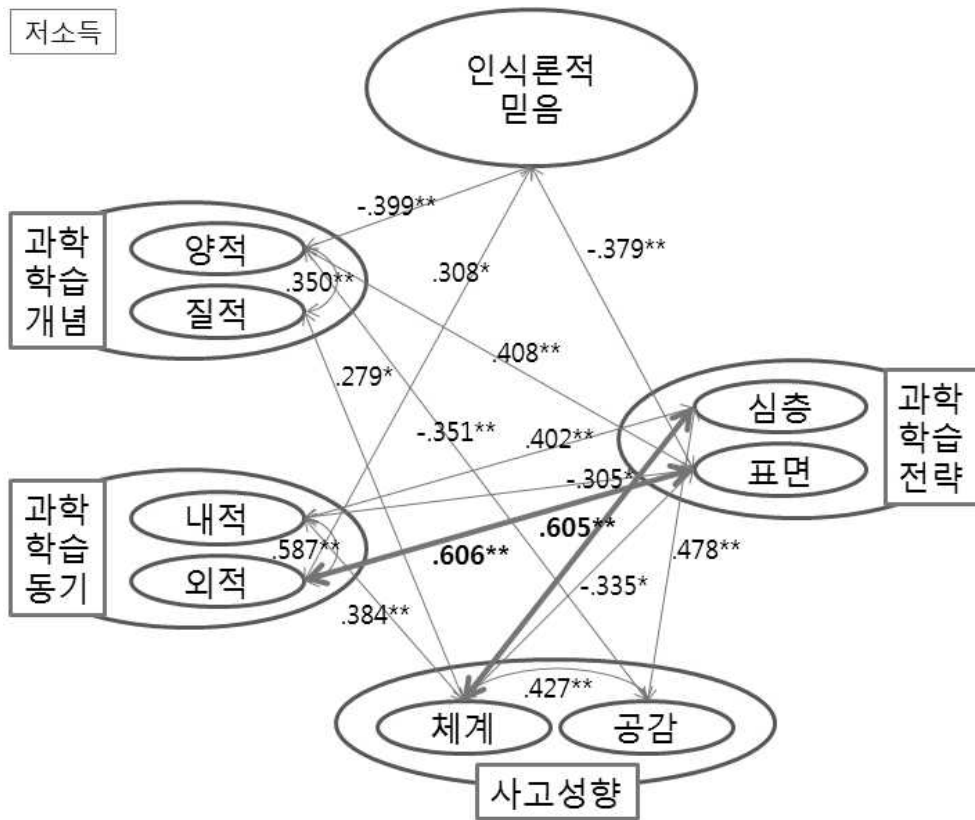 저소득
인식론적
믿음
-.399**
.308*
-.379**
과학
학습
개념
양적
질적
.350**
.279*
.408**
-.351**
.402**
-.305*
심층
표면
과학
학습
전략
과학
학습
동기
내적
외적
.587**
.606**
.605**
.478**
-.335*
.384**
.427**
체계
공감
사고성향